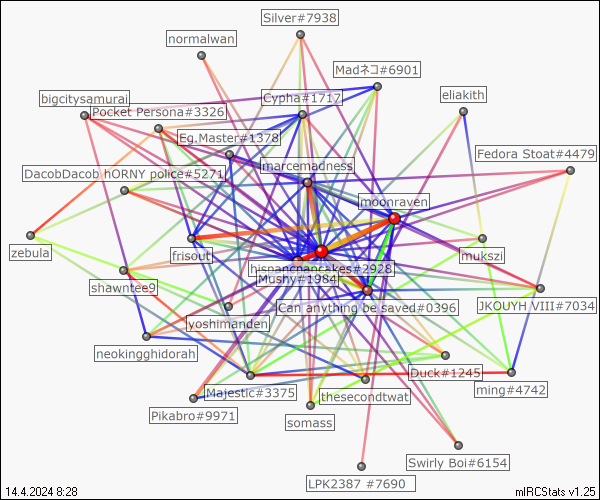 Silver#7938
normalwan
Madネコ#6901
bigcitysamurai
Cypha#1717
eliakith
Pocket Persona#3326
Eg.Master#1378
Fedora Stoat#4479
marcemadness
DacobDacob hORNY police#5271
moonraven
zebula
frisout
mukszi
hispancpancakes#2928
Mushy#1984
shawntee9
JKOUYH VIII#7034
Can anything be saved#0396
yoshimanden
neokingghidorah
Duck#1245
Majestic#3375
thesecondtwat
ming#4742
Pikabro#9971
somass
Swirly Boi#6154
LPK2387 #7690
14.4.2024 8:28
mIRCStats v1.25